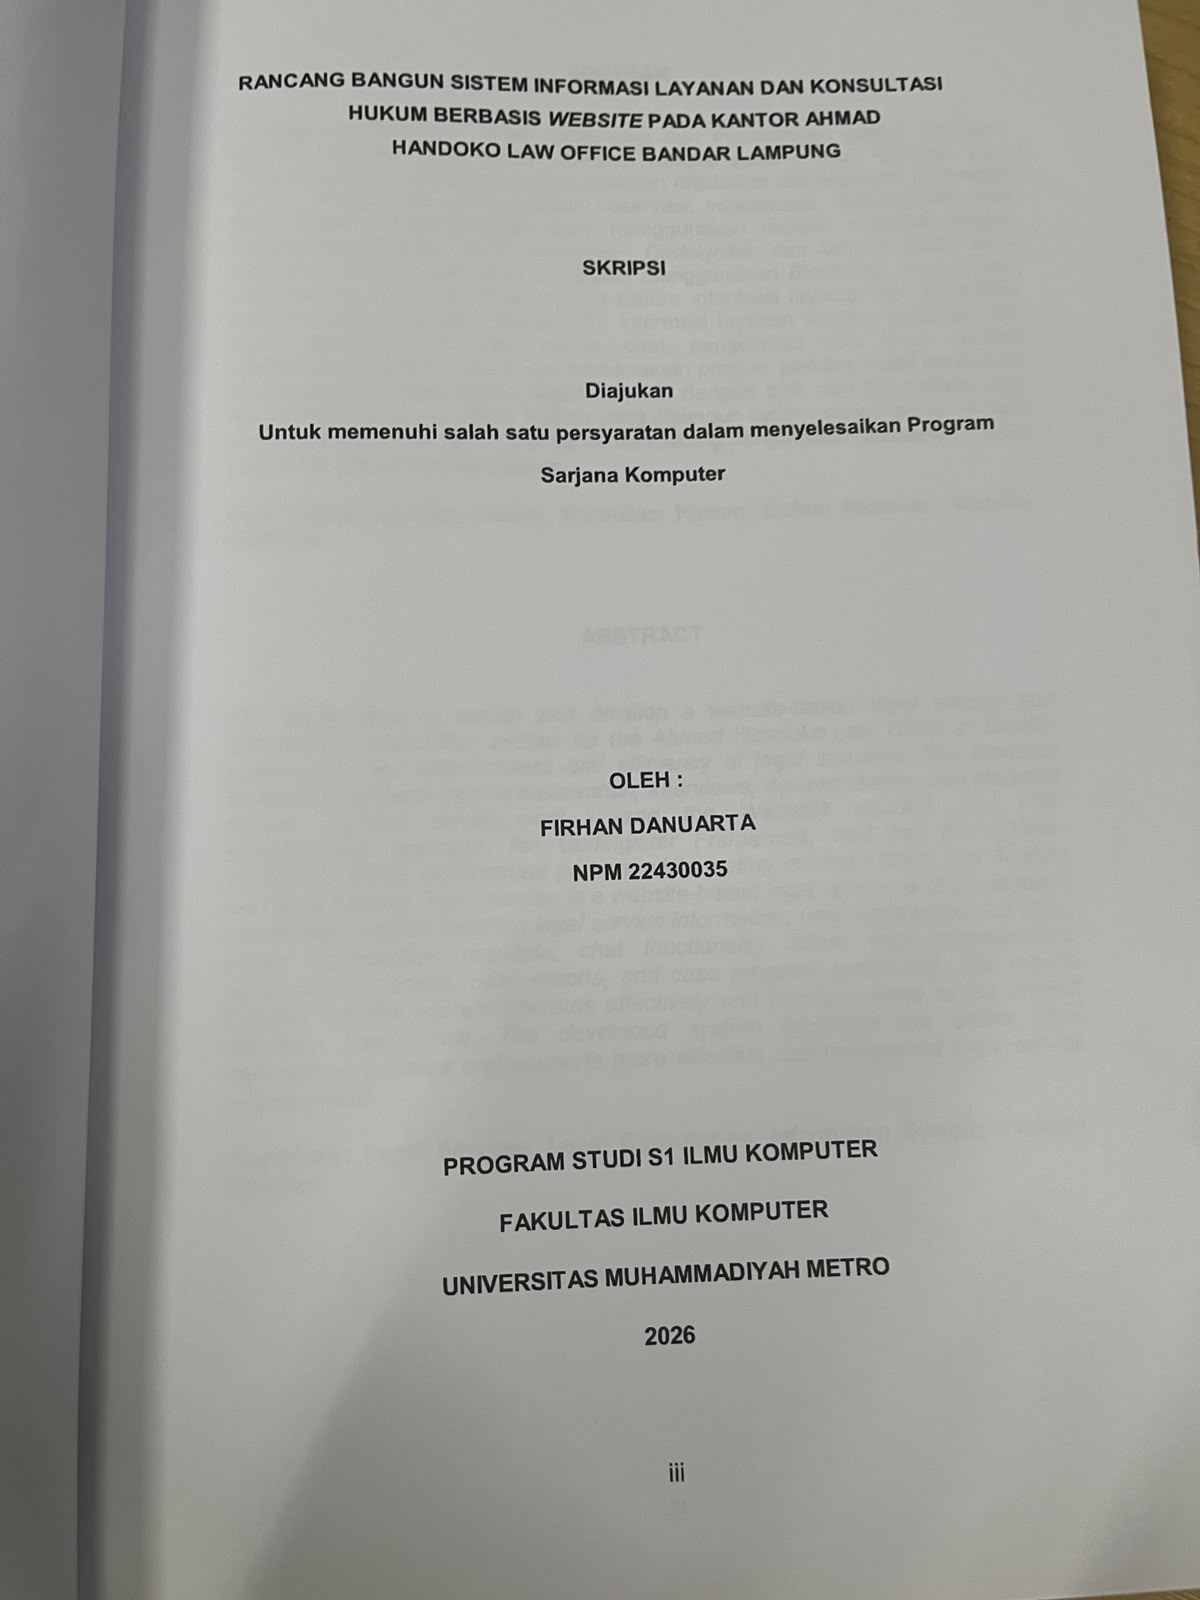 RANCANG BANGUN SISTEM INFORMASI LAYANAN DAN KONSULTASI
HUKUM BERBASIS WEBSITE PADA KANTOR AHMAD
HANDOKO LAW OFFICE BANDAR LAMPUNG
SKRIPSI
Diajukan
Untuk memenuhi salah satu persyaratan dalam menyelesaikan Program
Sarjana Komputer
ABSTRACT
OLEH :
FIRHAN DANUARTA
NPM 22430035
PROGRAM STUDI S1 ILMU KOMPUTER
FAKULTAS ILMU KOMPUTER
UNIVERSITAS MUHAMMADIYAH METRO
2026
iii